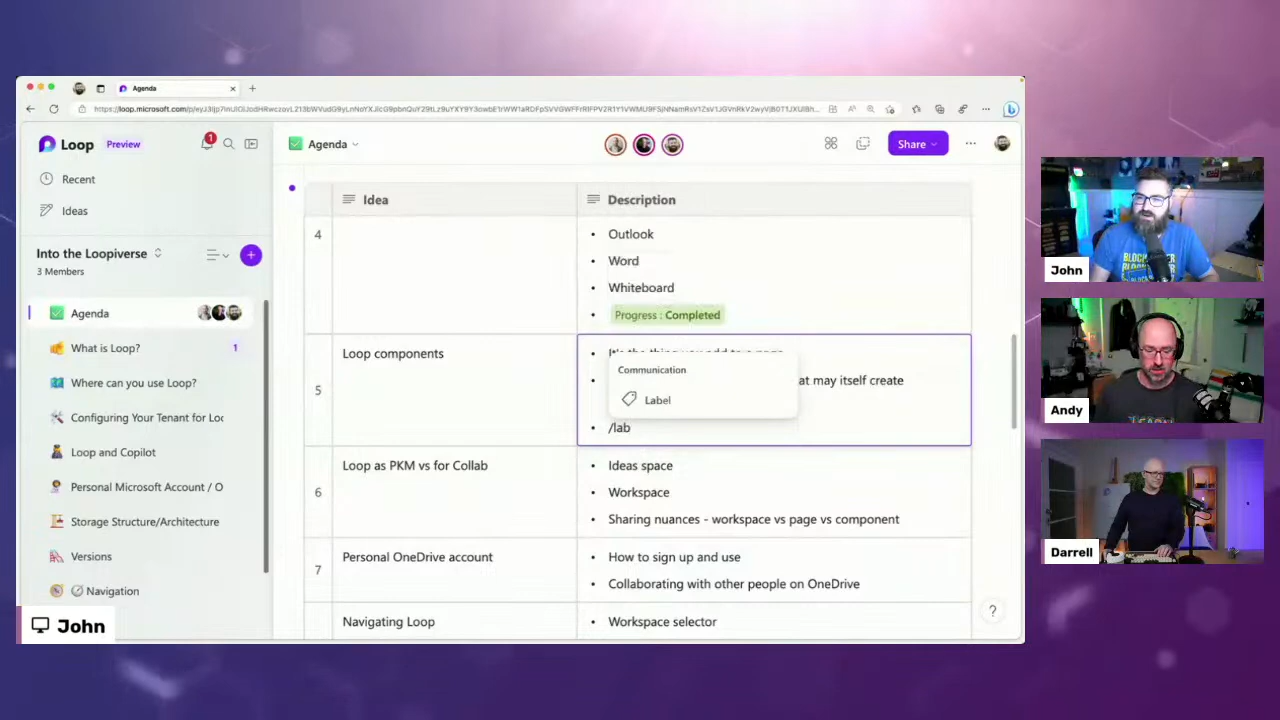 Agenda
Loop
Preview
1
Agenda
Share
Recent
Ideas
Into the Loopiverse
3 Members
Agenda
What is Loop?
1
Where can you use Loop?
Configuring Your Tenant for Loc
Loop and Copilot
Personal Microsoft Account / O
Storage Structure/Architecture
Versions
Navigation
Idea
Description
4
• Outlook
• Word
• Whiteboard
• Progress : Completed
5
Loop components
at may itself create
Communication
Label
• /lab
6
Loop as PKM vs for Collab
• Ideas space
• Workspace
• Sharing nuances - workspace vs page vs component
7
Personal OneDrive account
• How to sign up and use
• Collaborating with other people on OneDrive
Navigating Loop
• Workspace selector
?
John
John
Andy
Darrell